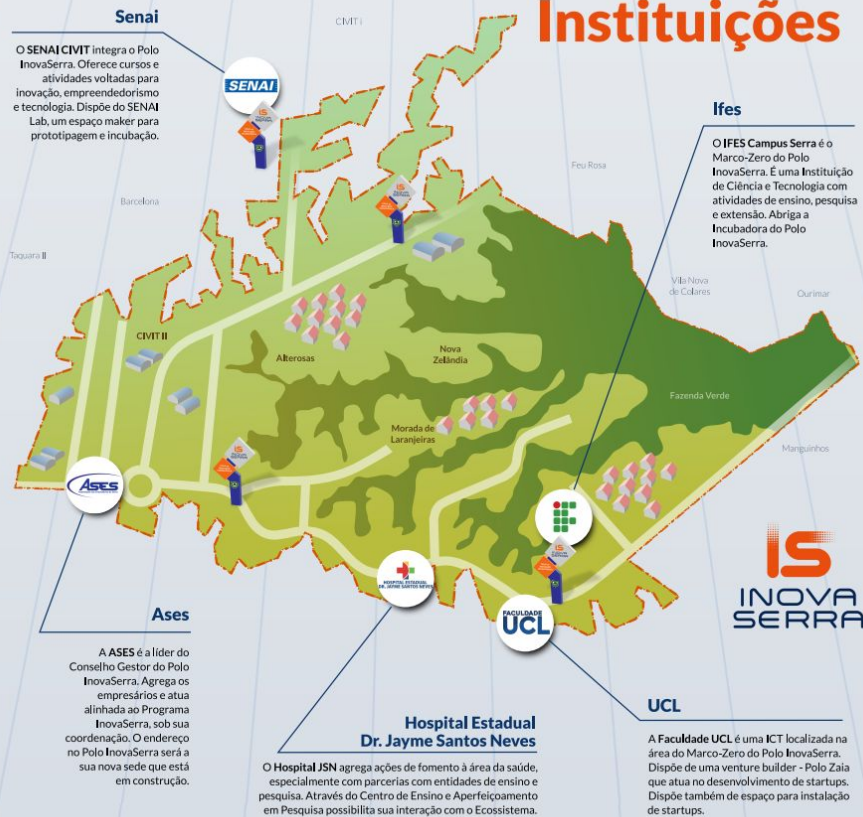 Instituições
Senai
O SENAI CIVIT integra o Polo
InovaSerra. Oferece cursos e
atividades voltadas para
inovação, empreendedorismo
e tecnologia. Dispõe do SENAI
Lab, um espaço maker para
prototipagem e incubação.
CIVIT I
SENAI
Ifes
O IFES Campus Serra é o
Marco-Zero do Polo
InovaSerra. É uma Instituição
de Ciência e Tecnologia com
atividades de ensino, pesquisa
e extensão. Abriga a
Incubadora do Polo
InovaSerra.
Feu Rosa
Barcelona
Taquara II
Vila Nova
de Colares
Ourimar
CIVIT II
Alterosas
Nova
Zelândia
Fazenda Verde
Morada de
Laranjeiras
Manguinhos
ASES
HOSPITAL ESTADUAL
DR. JAYME SANTOS NEVES
FACULDADE
UCL
IS
INOVA
SERRA
Ases
A ASES é a líder do
Conselho Gestor do Polo
InovaSerra. Agrega os
empresários e atua
alinhada ao Programa
InovaSerra, sob sua
coordenação. O endereço
no Polo InovaSerra será a
sua nova sede que está
em construção.
Hospital Estadual
Dr. Jayme Santos Neves
O Hospital JSN agrega ações de fomento à área da saúde,
especialmente com parcerias com entidades de ensino e
pesquisa. Através do Centro de Ensino e Aperfeiçoamento
em Pesquisa possibilita sua interação com o Ecossistema.
UCL
A Faculdade UCL é uma ICT localizada na
área do Marco-Zero do Polo InovaSerra.
Dispõe de uma venture builder - Polo Zaia
que atua no desenvolvimento de startups.
Dispõe também de espaço para instalação
de startups.